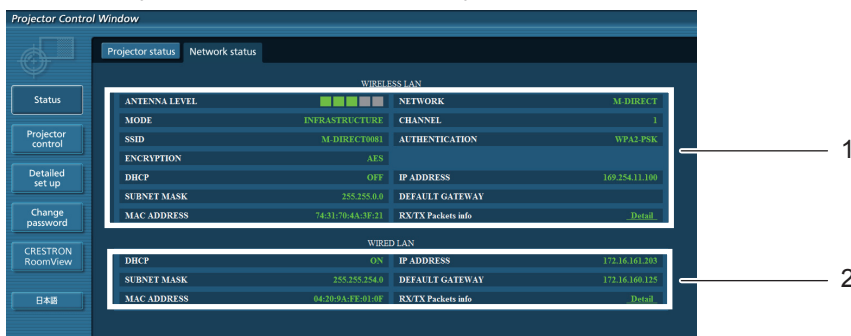 Projector Control Window
Projector status Network status
WIRELESS LAN
Status
ANTENNA LEVEL NETWORK M-DIRECT
MODE INFRASTRUCTURE CHANNEL 1
SSID M-DIRECT0081 AUTHENTICATION WPA2-PSK
Projector
control
ENCRYPTION AES
1
Detailed
set up
DHCP OFF IP ADDRESS 169.254.11.100
SUBNET MASK 255.255.0.0 DEFAULT GATEWAY
Change
password
MAC ADDRESS 74:31:70:4A:3F:21 RX/TX Packets info Detail
WIRED LAN
CRESTRON
RoomView
DHCP ON IP ADDRESS 172.16.161.203
SUBNET MASK 255.255.254.0 DEFAULT GATEWAY 172.16.160.125
2
日本語
MAC ADDRESS 04:20:9A:FE:01:0F RX/TX Packets info Detail